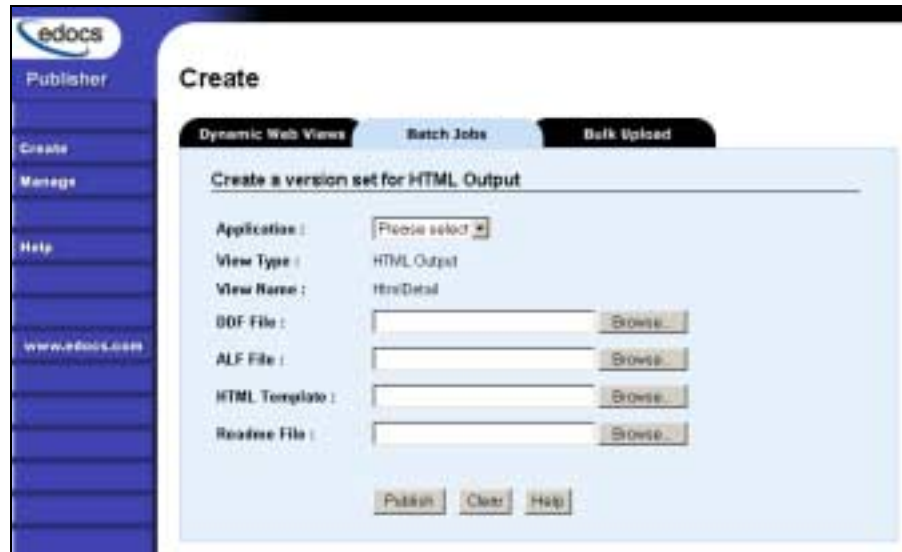 edocs
Publisher
Create
Manage
Help
www.edocs.com
Create
Dynamic Web Views
Batch Jobs
Bulk Upload
Create a version set for HTML Output
Application :
Please select
View Type :
HTML Output
View Name :
HtmlDetail
DDF File :
Browse...
ALF File :
Browse...
HTML Template :
Browse...
Readme File :
Browse...
Publish
Clear
Help